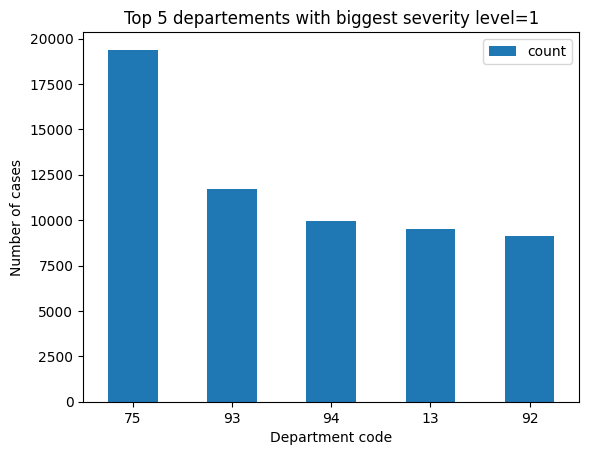 Top 5 departements with biggest severity level=1
count
20000
17500
15000
12500
10000
7500
5000
2500
0
Number of cases
75 93 94 13 92
Department code